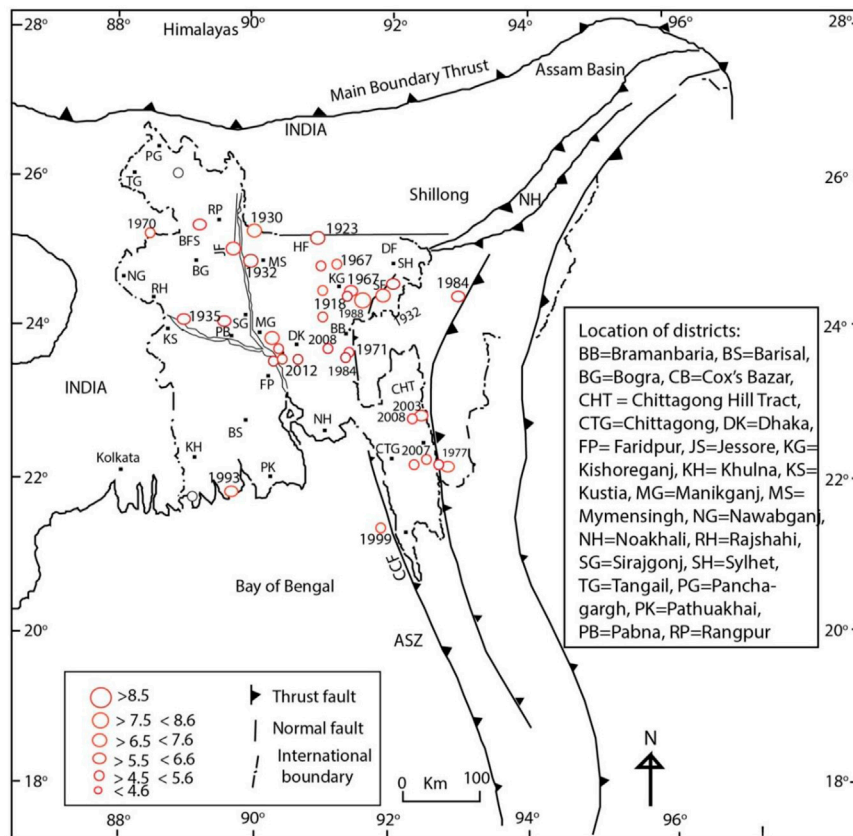 88° 90° 92° 94° 96°
28° 28°
Himalayas
Main Boundary Thrust
Assam Basin
INDIA
PG
26° 26°
TG
Shillong
NH
RP
1970
1930
1923
BFS
JF
HF
DF
MS
1967
SH
BG
1932
KG
1967
SF
1984
NG
RH
1918
1988
1932
1935
SG
MG
24° 24°
KS
PB
DK
BB
2008
1971
2012
1984
FP
INDIA
CHT
2003
2008
NH
BS
Kolkata
KH
CTG
2007
1977
22° 22°
1993
PK
1999
CCF
Bay of Bengal
20° 20°
ASZ
Location of districts:
BB=Bramanbaria, BS=Barisal,
BG=Bogra, CB=Cox's Bazar,
CHT = Chittagong Hill Tract,
CTG=Chittagong, DK=Dhaka,
FP= Faridpur, JS=Jessore, KG=
Kishoreganj, KH= Khulna, KS=
Kustia, MG=Manikganj, MS=
Mymensingh, NG=Nawabganj,
NH=Noakhali, RH=Rajshahi,
SG=Sirajgonj, SH=Sylhet,
TG=Tangail, PG=Pancha-
gargh, PK=Pathuakhai,
PB=Pabna, RP=Rangpur
>8.5
> 7.5 < 8.6
> 6.5 < 7.6
> 5.5 < 6.6
> 4.5 < 5.6
< 4.6
Thrust fault
Normal fault
International
boundary
0 Km 100
N
18° 18°
88° 90° 92° 94° 96°